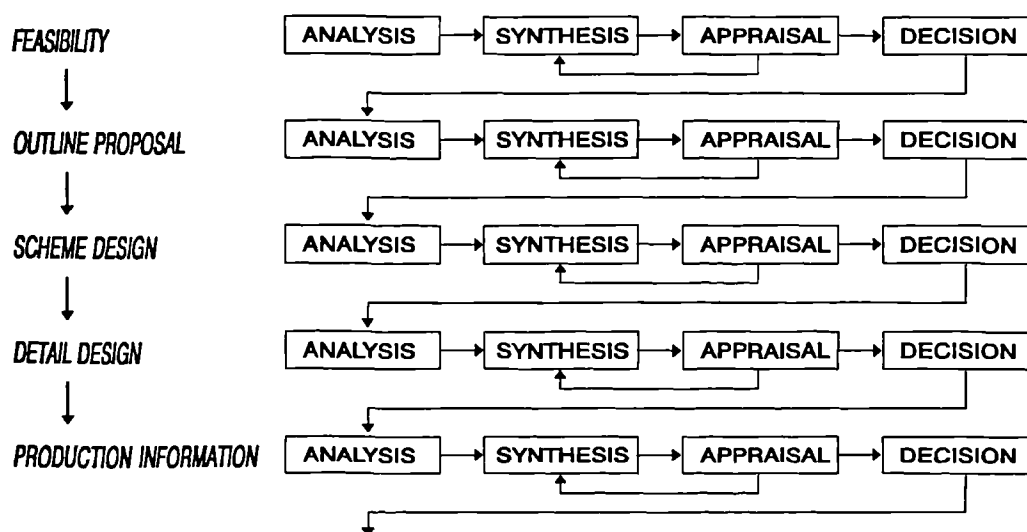 FEASIBILITY ANALYSIS SYNTHESIS APPRAISAL DECISION
OUTLINE PROPOSAL ANALYSIS SYNTHESIS APPRAISAL DECISION
SCHEME DESIGN ANALYSIS SYNTHESIS APPRAISAL DECISION
DETAIL DESIGN ANALYSIS SYNTHESIS APPRAISAL DECISION
PRODUCTION INFORMATION ANALYSIS SYNTHESIS APPRAISAL DECISION